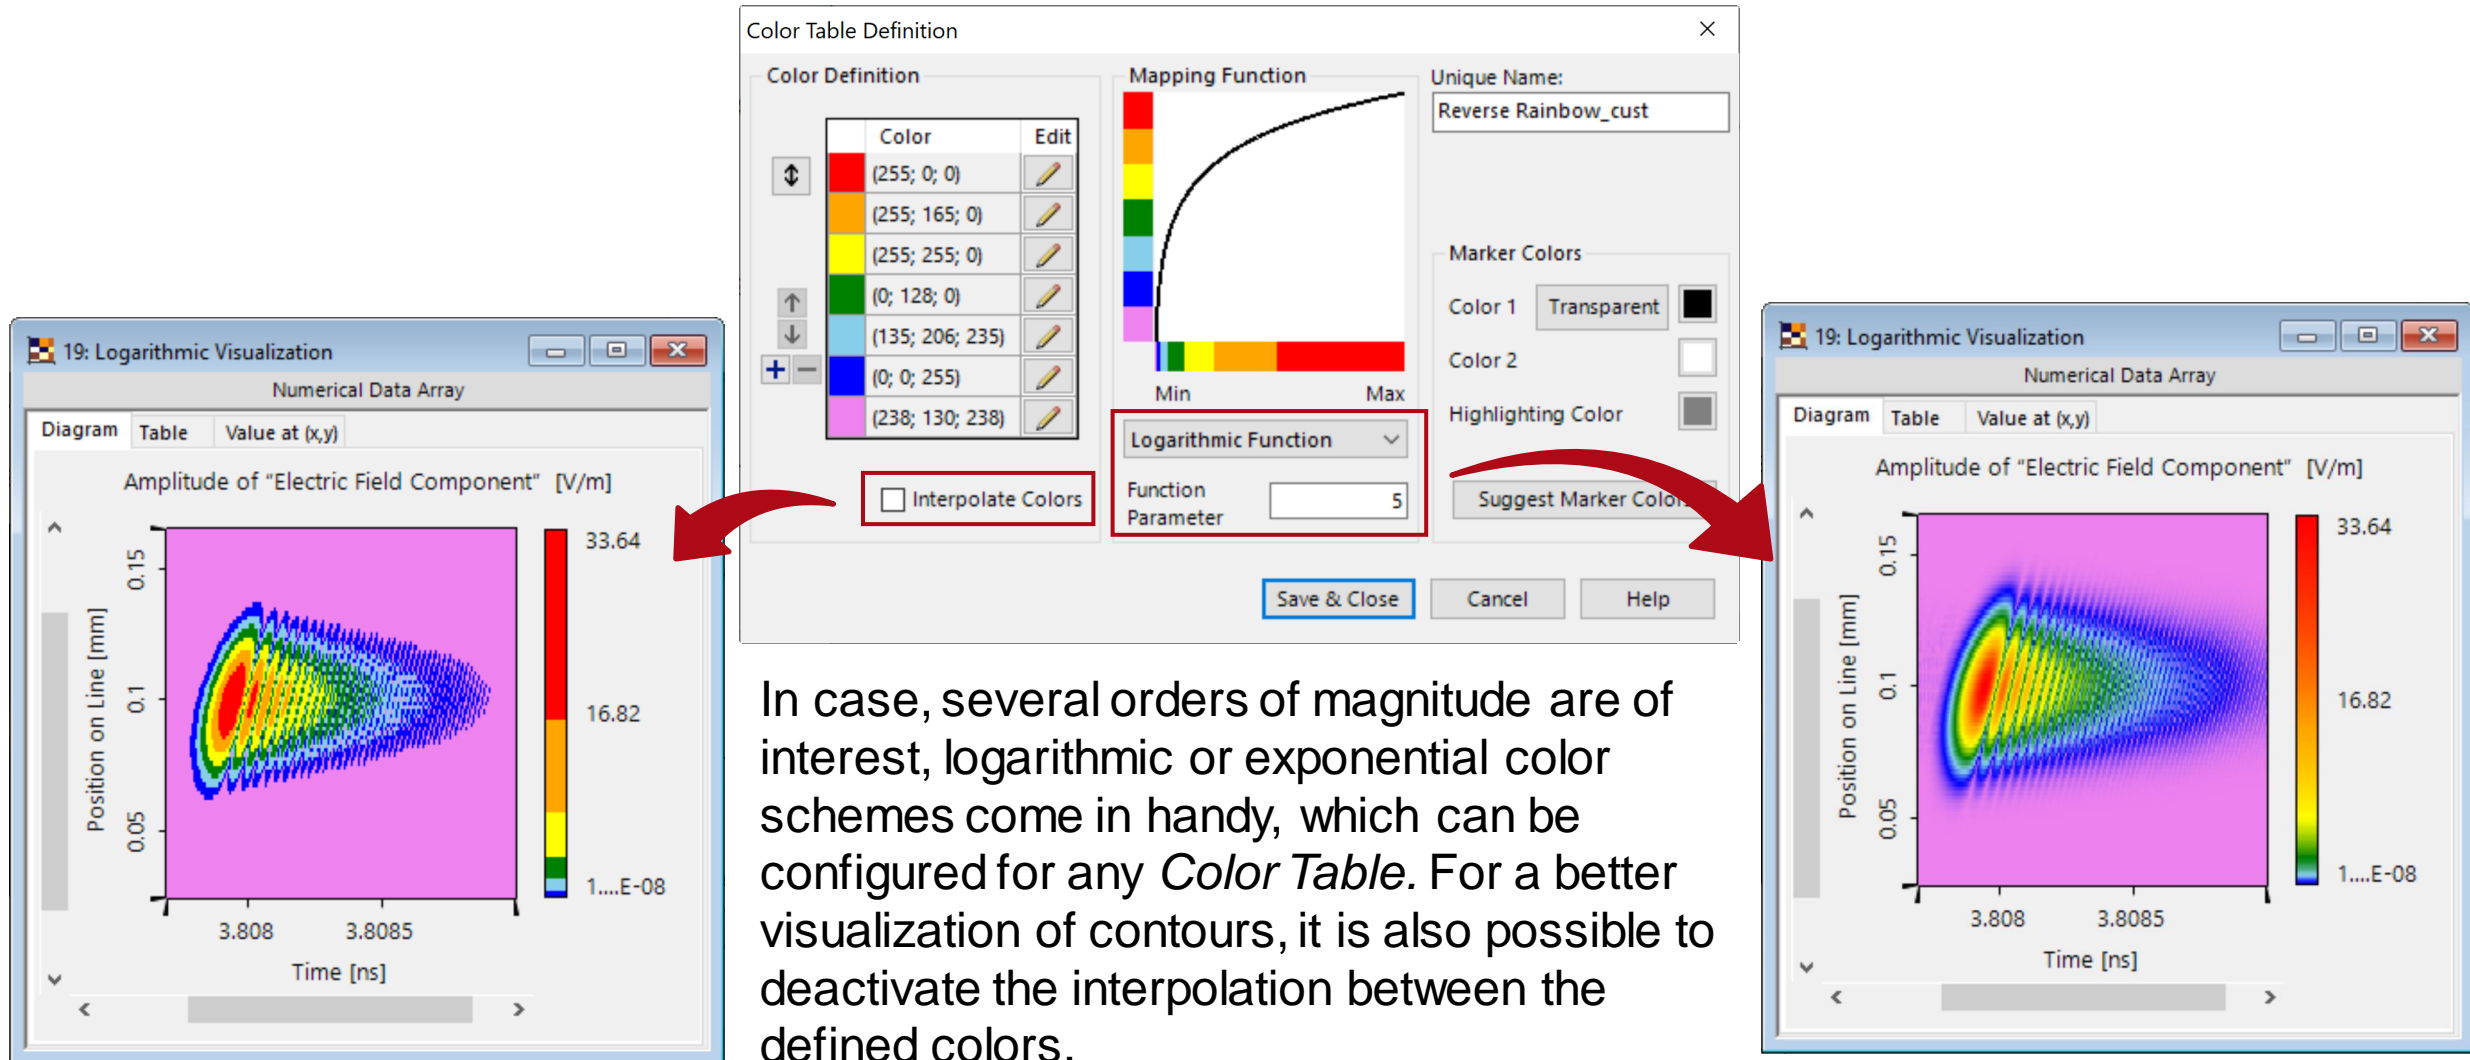 Color Table Definition
Color Definition
Color Edit
(255; 0; 0)
(255; 165; 0)
(255; 255; 0)
(0; 128; 0)
(135; 206; 235)
(0; 0; 255)
(238; 130; 238)
Interpolate Colors
Mapping Function
Min Max
Logarithmic Function
Function
Parameter
5
Unique Name:
Reverse Rainbow_cust
Marker Colors
Color 1 Transparent
Color 2
Highlighting Color
Suggest Marker Colors
Save & Close Cancel Help
19: Logarithmic Visualization
Numerical Data Array
Diagram Table Value at (x,y)
Amplitude of “Electric Field Component” [V/m]
Position on Line [mm]
0.15
0.1
0.05
33.64
16.82
1....E-08
3.808 3.8085
Time [ns]
In case, several orders of magnitude are of
interest, logarithmic or exponential color
schemes come in handy, which can be
configured for any Color Table. For a better
visualization of contours, it is also possible to
deactivate the interpolation between the
defined colors.
19: Logarithmic Visualization
Numerical Data Array
Diagram Table Value at (x,y)
Amplitude of “Electric Field Component” [V/m]
Position on Line [mm]
0.15
0.1
0.05
33.64
16.82
1....E-08
3.808 3.8085
Time [ns]